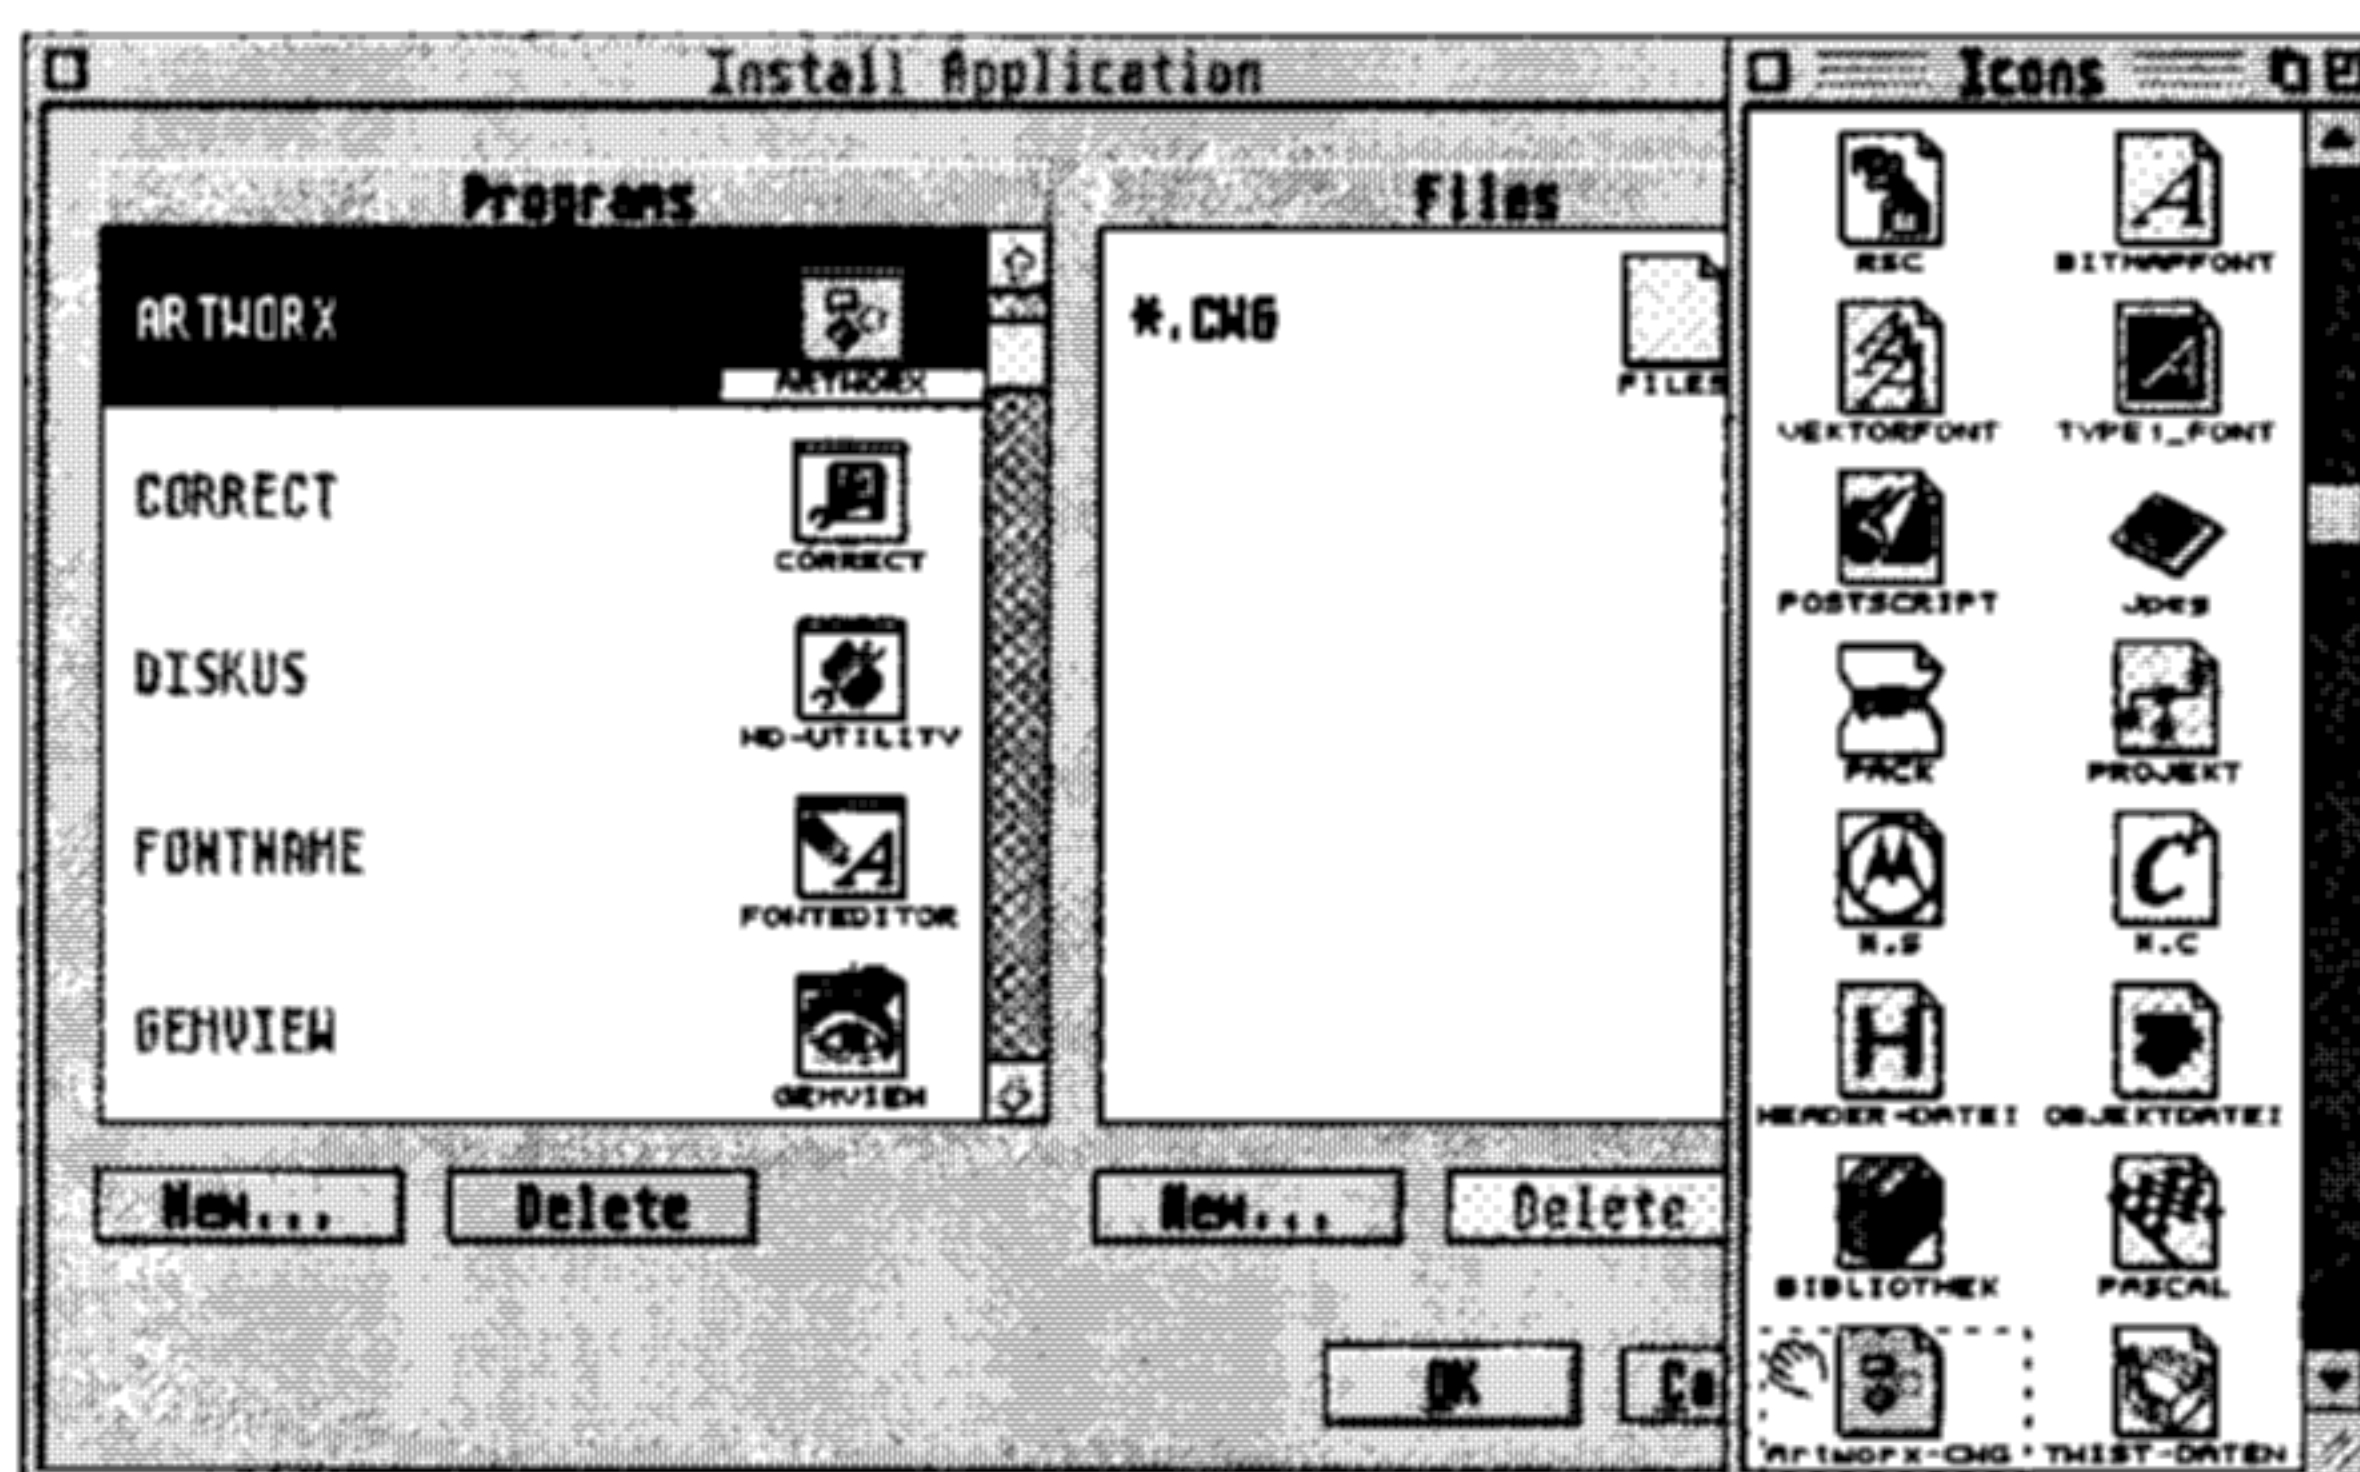 Install Application
Programs
ARTWORX
ARTWORX
CORRECT
CORRECT
DISKUS
HD-UTILITY
FONTNAME
FONTEDITOR
GEMVIEW
GEMVIEW
New...
Delete
Files
*.CWG
FILES
New...
Delete
OK
Ca
Icons
RSC
BITMAPFONT
VEKTORFONT
TYPE1_FONT
POSTSCRIPT
Jpeg
PACK
PROJEKT
*.S
*.C
HEADER-DATEI
OBJEKTDATEI
BIBLIOTHEK
PASCAL
Artworx-CWG
TWIST-DATEN